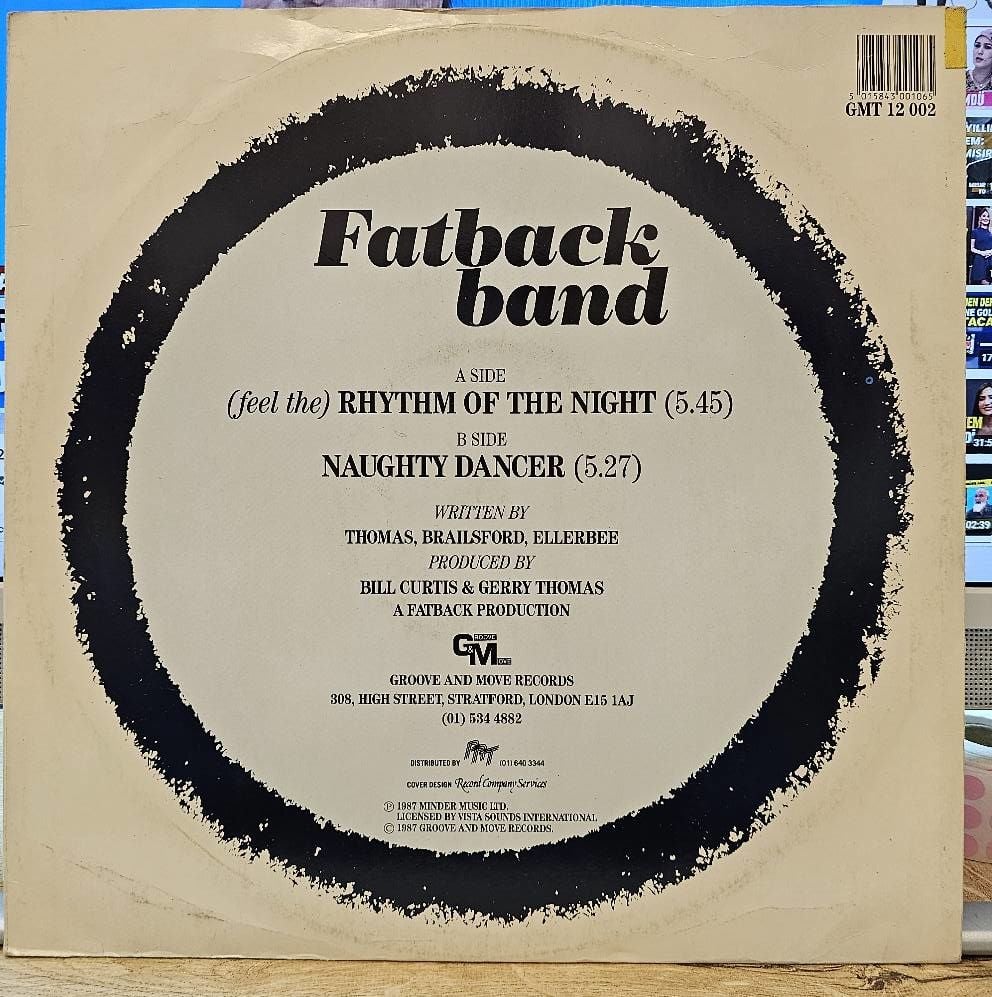 5 015843 001065
GMT 12 002
Fatback
band
A SIDE
(feel the) RHYTHM OF THE NIGHT (5.45)
B SIDE
NAUGHTY DANCER (5.27)
WRITTEN BY
THOMAS, BRAILSFORD, ELLERBEE
PRODUCED BY
BILL CURTIS & GERRY THOMAS
A FATBACK PRODUCTION
GROOVE
&MOVE
GROOVE AND MOVE RECORDS
308, HIGH STREET, STRATFORD, LONDON E15 1AJ
(01) 534 4882
DISTRIBUTED BY PRT (01) 640 3344
COVER DESIGN Record Company Services
Ⓟ 1987 MINDER MUSIC LTD.
LICENSED BY VISTA SOUNDS INTERNATIONAL
© 1987 GROOVE AND MOVE RECORDS.